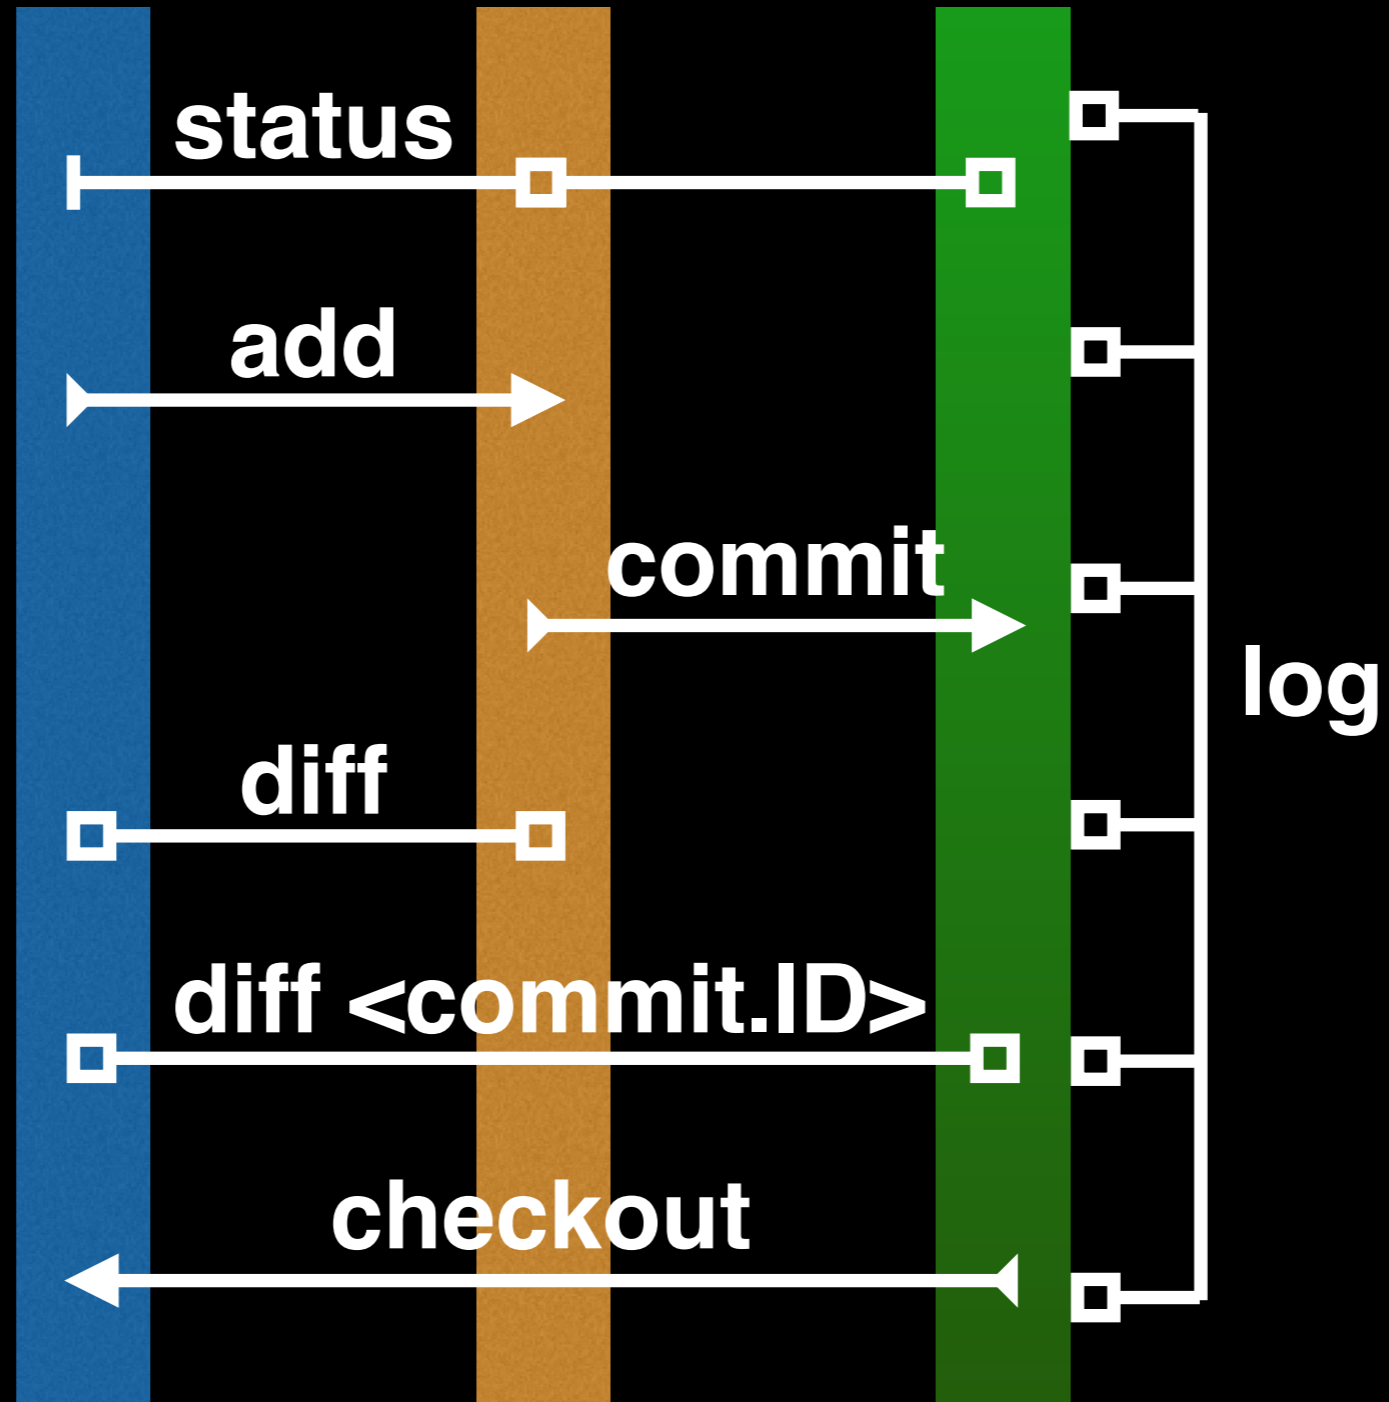 status
add
commit
log
diff
diff <commit.ID>
checkout